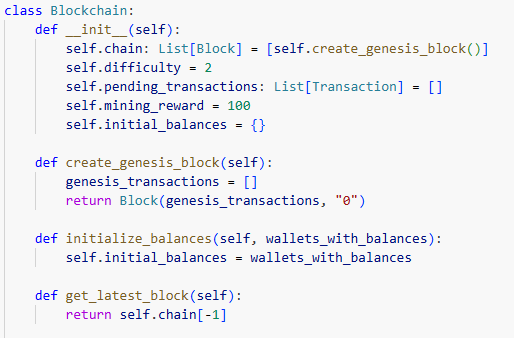 class Blockchain:
    def __init__(self):
        self.chain: List[Block] = [self.create_genesis_block()]
        self.difficulty = 2
        self.pending_transactions: List[Transaction] = []
        self.mining_reward = 100
        self.initial_balances = {}

    def create_genesis_block(self):
        genesis_transactions = []
        return Block(genesis_transactions, "0")

    def initialize_balances(self, wallets_with_balances):
        self.initial_balances = wallets_with_balances

    def get_latest_block(self):
        return self.chain[-1]